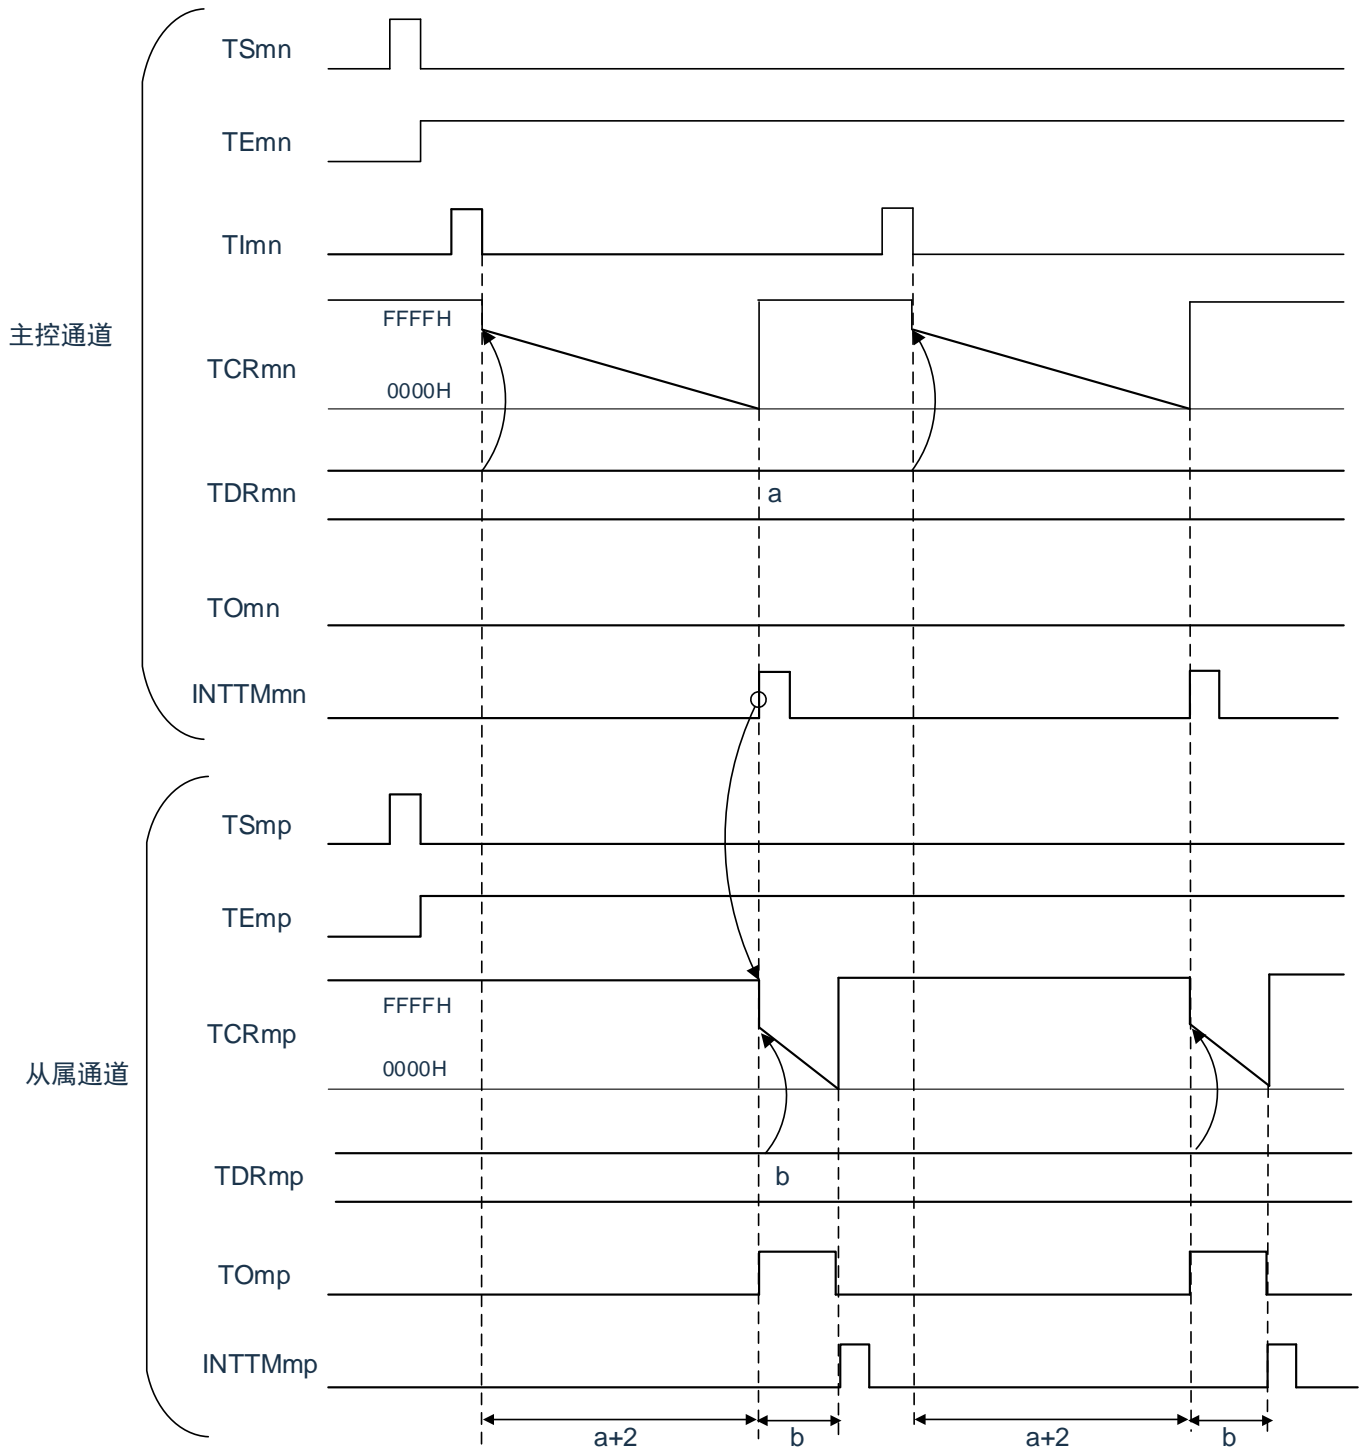 TSmn
TEmn
TImn
主控通道
FFFFH
TCRmn
0000H
TDRmn
a
TOmn
INTTMmn
TSmp
TEmp
FFFFH
TCRmp
从属通道
0000H
TDRmp
b
TOmp
INTTMmp
a+2 b a+2 b